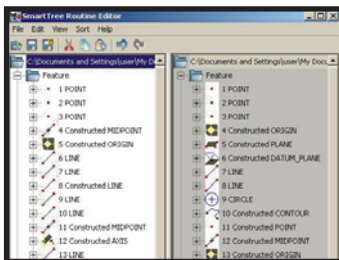 SmartTree Routine Editor
File Edit View Sort Help
C:\Documents and Settings\user\My Do
Feature
1 POINT
2 POINT
3 POINT
4 Constructed MIDPOINT
5 Constructed ORIGIN
6 LINE
7 LINE
8 Constructed LINE
9 LINE
10 LINE
11 Constructed MIDPOINT
12 Constructed AXIS
13 LINE
C:\Documents and Settings\user\My Doc
Feature
1 POINT
2 POINT
3 POINT
4 Constructed ORIGIN
5 Constructed PLANE
6 Constructed DATUM_PLANE
7 LINE
8 LINE
9 CIRCLE
10 Constructed CONTOUR
11 Constructed POINT
12 Constructed MIDPOINT
13 Constructed ORIGIN